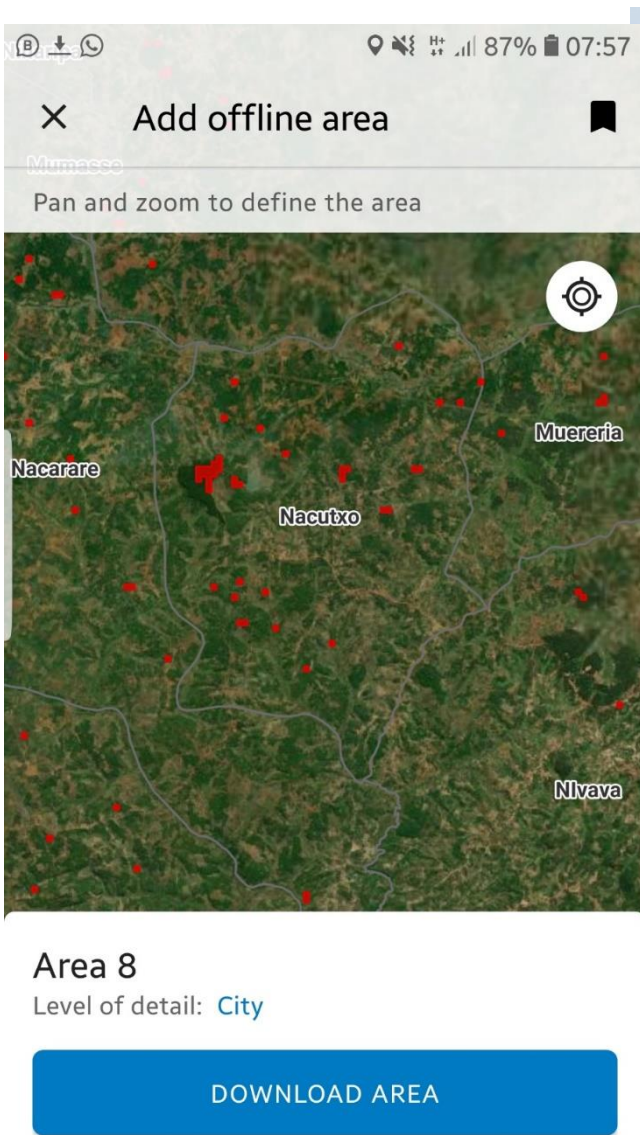 87% 07:57
Add offline area
Mumasse
Pan and zoom to define the area
Muereria
Nacarare
Nacutxo
NIvava
Area 8
Level of detail: City
DOWNLOAD AREA